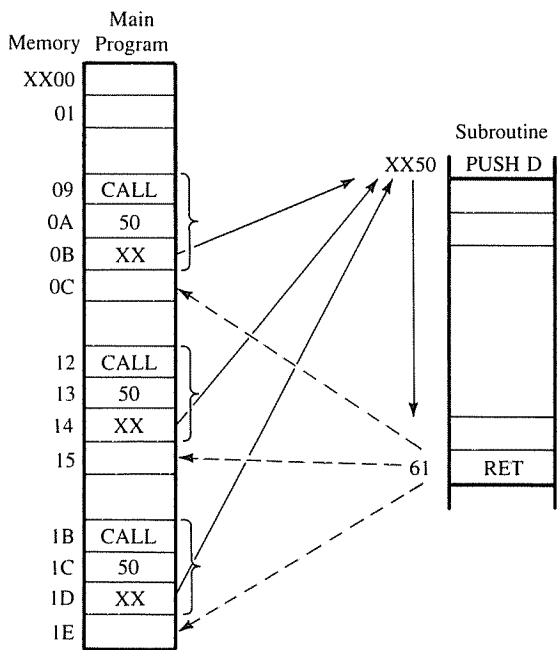 Main
Memory Program
XX00
01
Subroutine
XX50 PUSH D
09 CALL
0A 50
0B XX
0C
12 CALL
13 50
14 XX
15
61 RET
1B CALL
1C 50
1D XX
1E